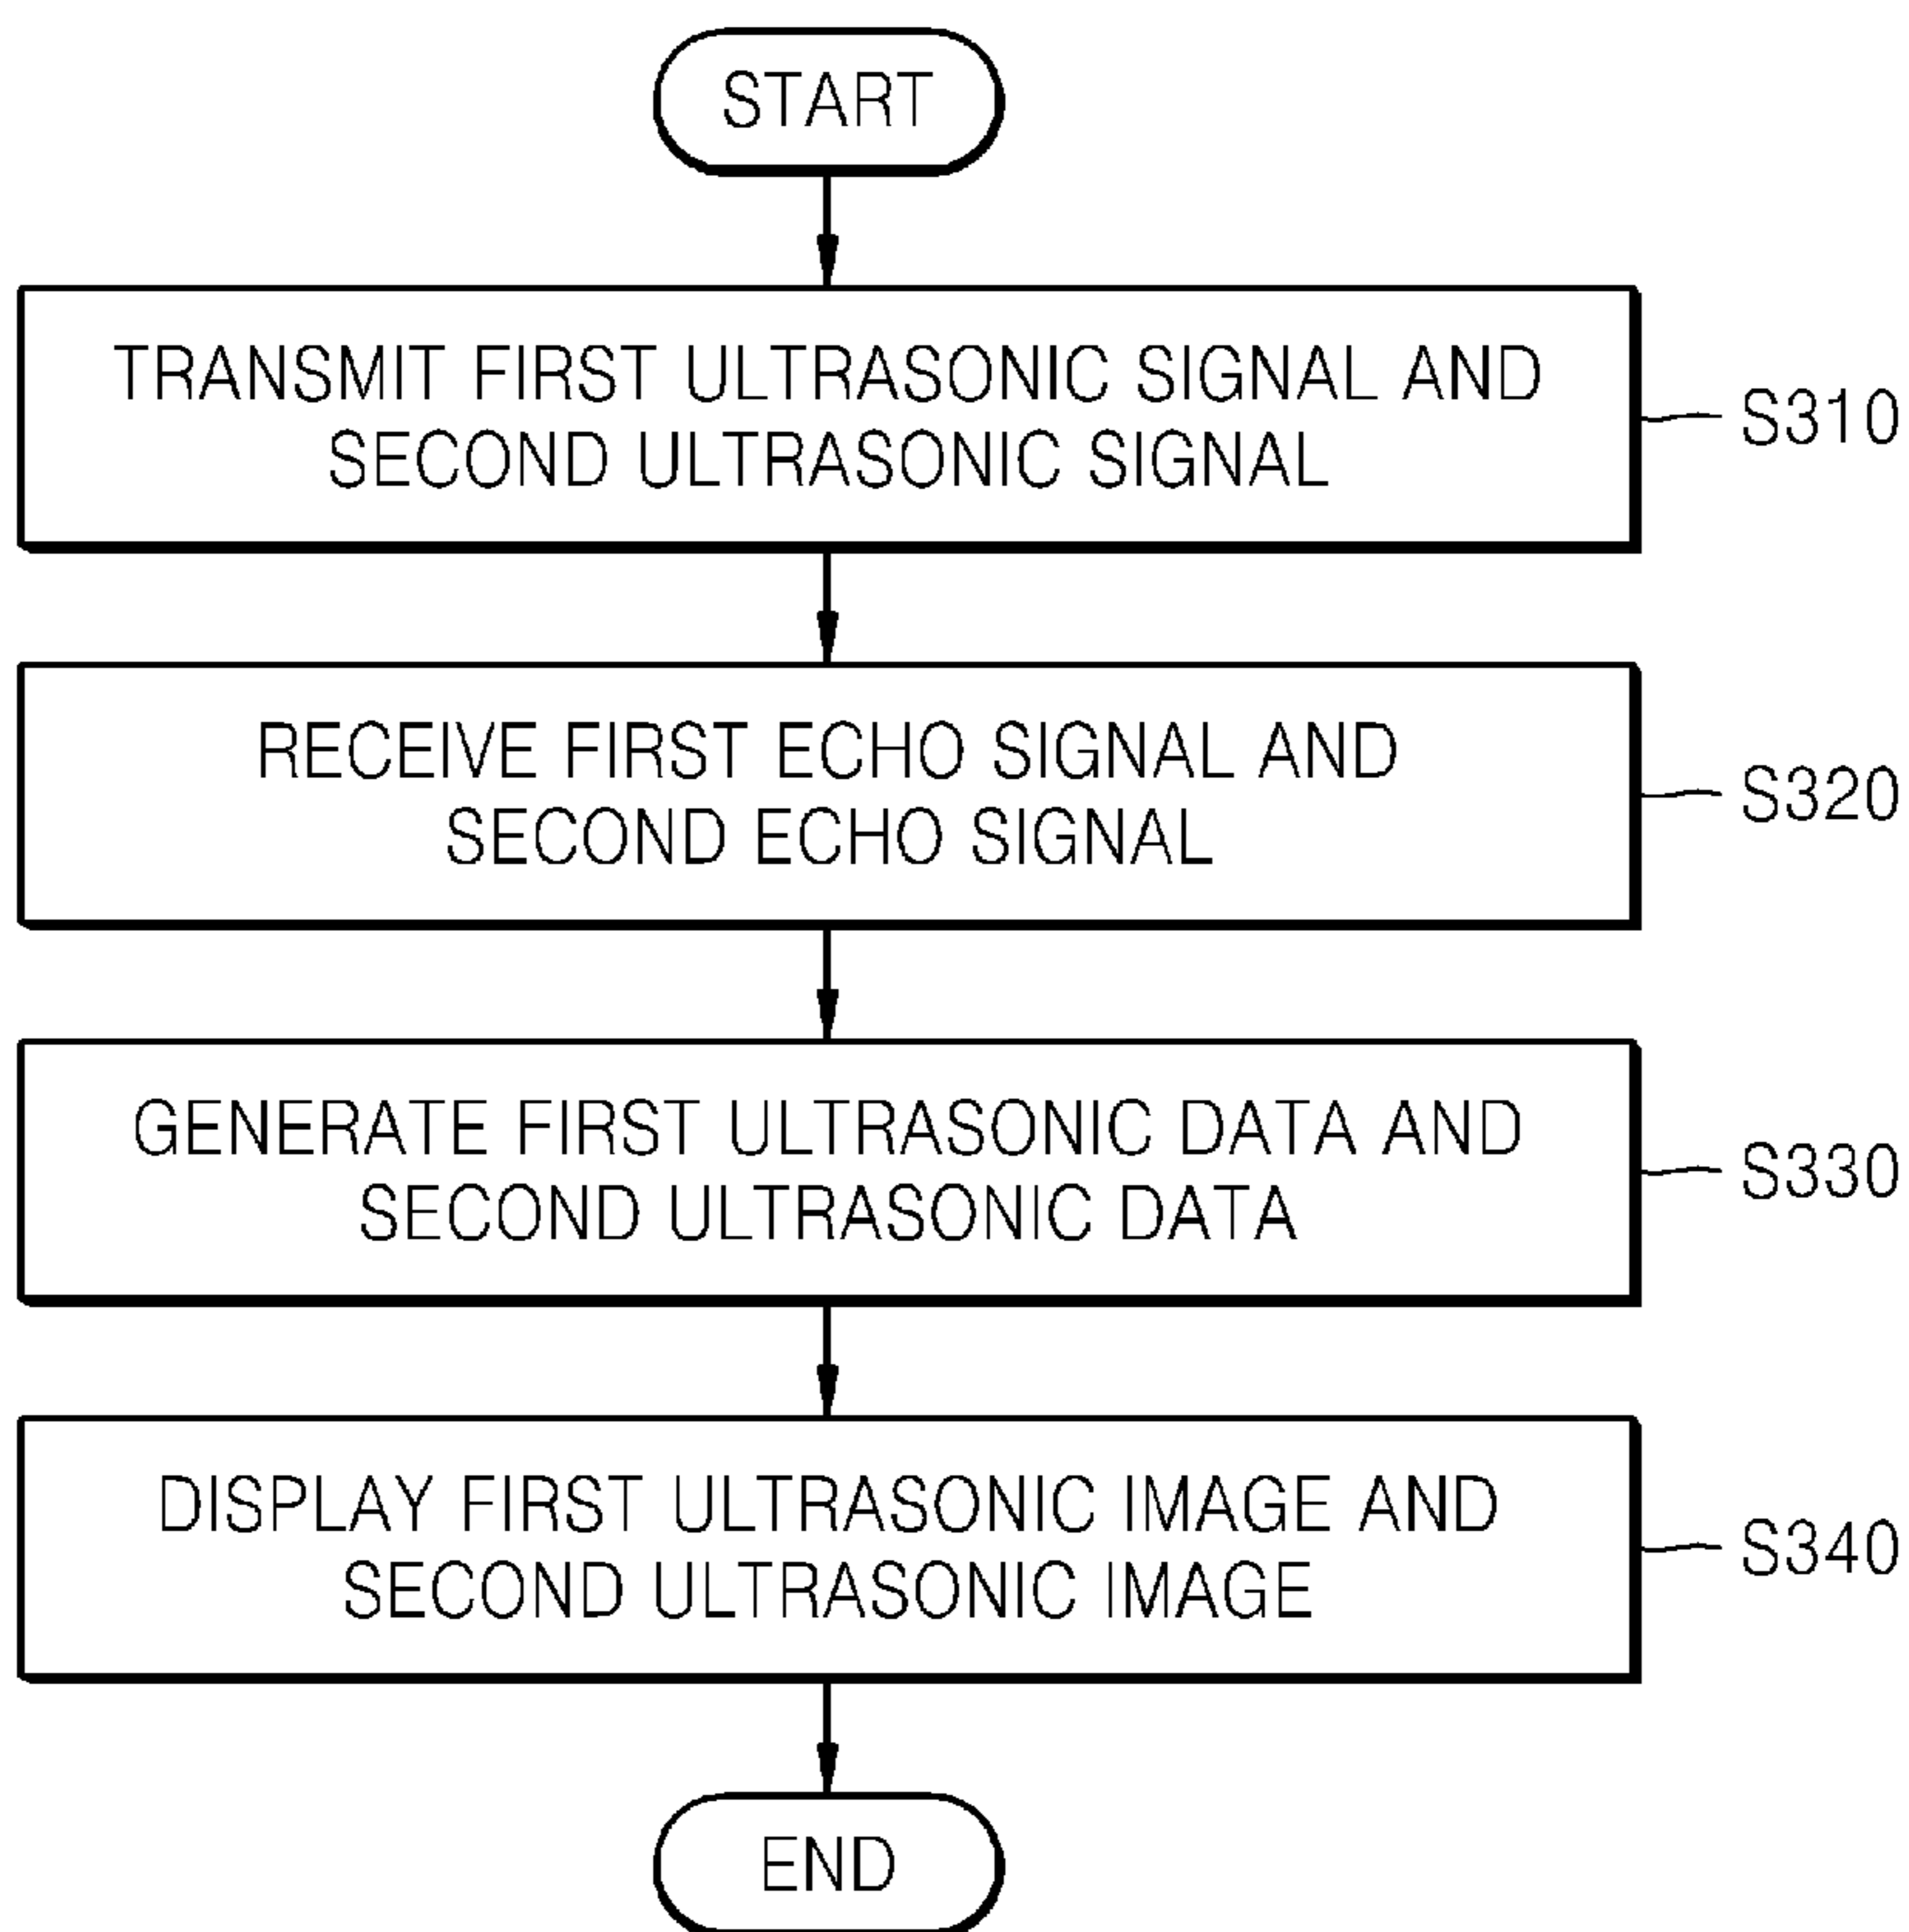 START
TRANSMIT FIRST ULTRASONIC SIGNAL AND
SECOND ULTRASONIC SIGNAL
S310
RECEIVE FIRST ECHO SIGNAL AND
SECOND ECHO SIGNAL
S320
GENERATE FIRST ULTRASONIC DATA AND
SECOND ULTRASONIC DATA
S330
DISPLAY FIRST ULTRASONIC IMAGE AND
SECOND ULTRASONIC IMAGE
S340
END